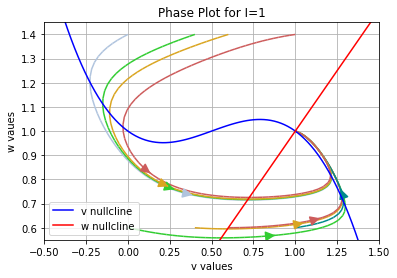 Phase Plot for I=1
w values
1.4
1.3
1.2
1.1
1.0
0.9
0.8
0.7
0.6
v nullcline
w nullcline
−0.50 −0.25 0.00 0.25 0.50 0.75 1.00 1.25 1.50
v values